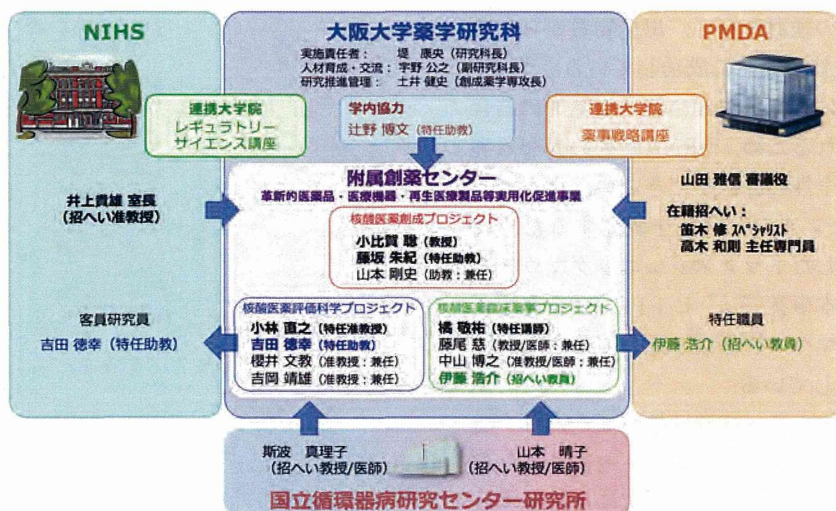 NIHS
大阪大学薬学研究科
PMDA
実施責任者： 堤 康央（研究科長）
人材育成・交流： 宇野 公之（副研究科長）
研究推進管理： 土井 健史（創成薬学専攻長）
連携大学院
レギュラトリー
サイエンス講座
学内協力
辻野 博文（特任助教）
連携大学院
薬事戦略講座
井上貴雄 室長
（招へい准教授）
附属創薬センター
革新的医薬品・医療機器・再生医療製品等実用化促進事業
核酸医薬創成プロジェクト
小比賀 聡（教授）
藤坂 朱紀（特任助教）
山本 剛史（助教：兼任）
山田 雅信 審議役
在籍招へい：
笛木 修 ｽﾍﾟｼｬﾘｽﾄ
高木 和則 主任専門員
客員研究員
吉田 徳幸（特任助教）
核酸医薬評価科学プロジェクト
小林 直之（特任准教授）
吉田 徳幸（特任助教）
櫻井 文教（准教授：兼任）
吉岡 靖雄（准教授：兼任）
核酸医薬臨床薬事プロジェクト
橘 敬祐（特任講師）
藤尾 慈（教授/医師：兼任）
中山 博之（准教授/医師：兼任）
伊藤 浩介（招へい教員）
特任職員
伊藤 浩介（招へい教員）
斯波 真理子
（招へい教授/医師）
山本 晴子
（招へい教授/医師）
国立循環器病研究センター研究所